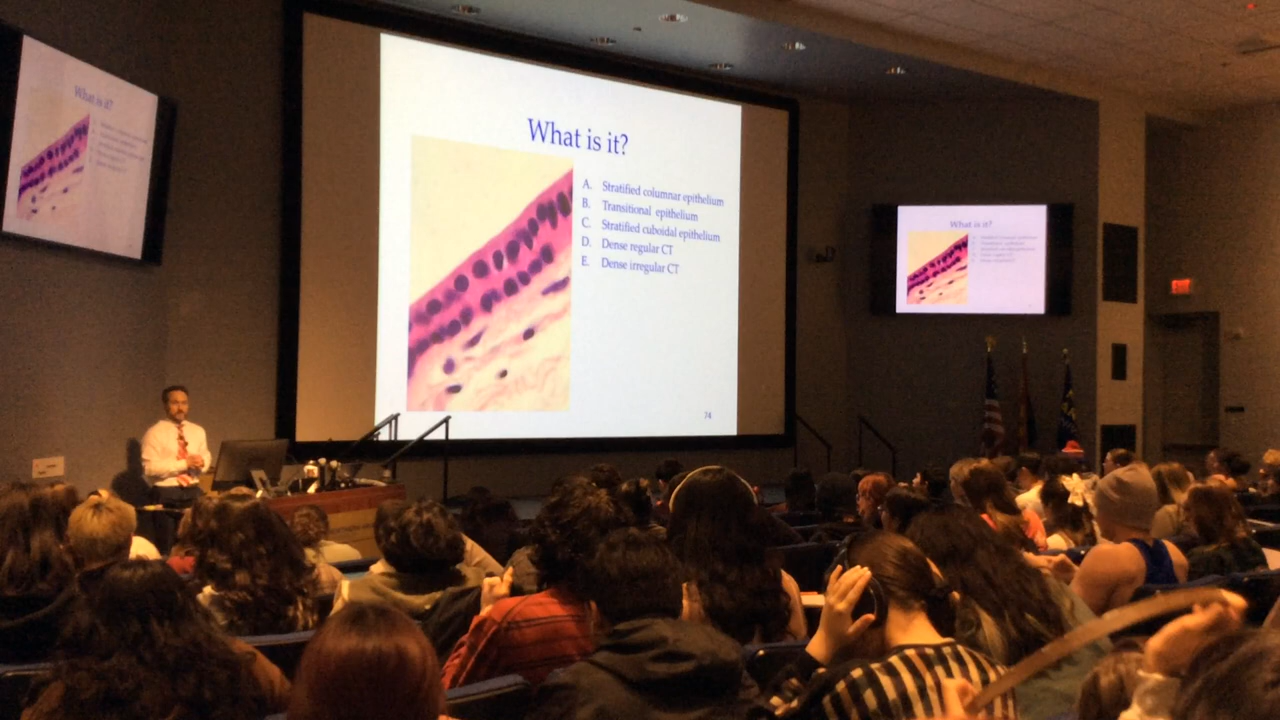 What is it?
A. Stratified columnar epithelium
B. Transitional epithelium
C. Stratified cuboidal epithelium
D. Dense regular CT
E. Dense irregular CT
74
What is it?
What is it?